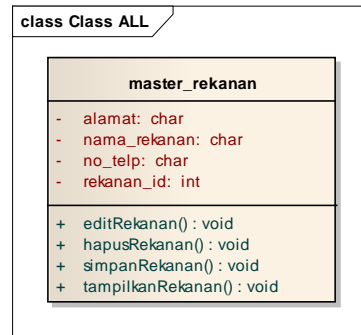 class Class ALL
master_rekanan
- alamat: char
- nama_rekanan: char
- no_telp: char
- rekanan_id: int
+ editRekanan() : void
+ hapusRekanan() : void
+ simpanRekanan() : void
+ tampilkanRekanan() : void